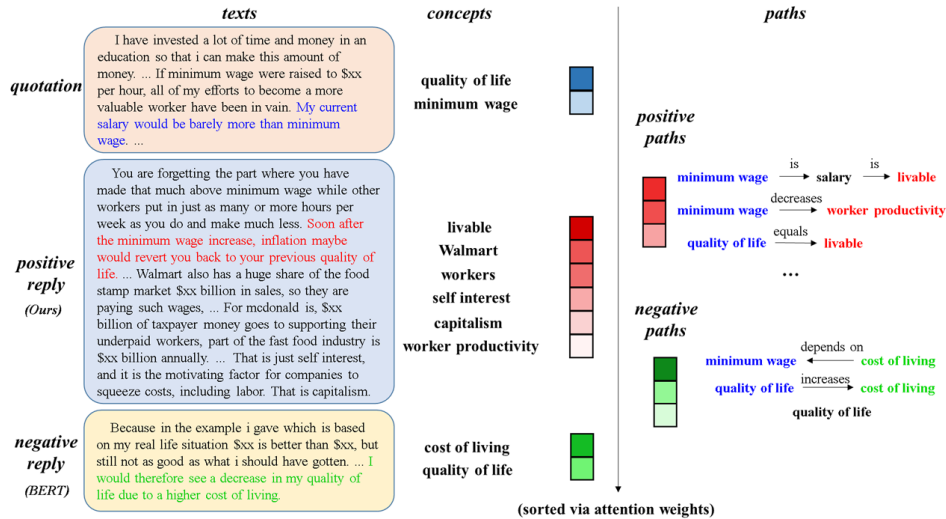 texts
concepts
paths
quotation
I have invested a lot of time and money in an
education so that i can make this amount of
money. ... If minimum wage were raised to $xx
per hour, all of my efforts to become a more
valuable worker have been in vain. My current
salary would be barely more than minimum
wage. ...
quality of life
minimum wage
positive
reply
(Ours)
You are forgetting the part where you have
made that much above minimum wage while other
workers put in just as many or more hours per
week as you do and make much less. Soon after
the minimum wage increase, inflation maybe
would revert you back to your previous quality of
life. ... Walmart also has a huge share of the food
stamp market $xx billion in sales, so they are
paying such wages, ... For mcdonald is, $xx
billion of taxpayer money goes to supporting their
underpaid workers, part of the fast food industry is
$xx billion annually. ... That is just self interest,
and it is the motivating factor for companies to
squeeze costs, including labor. That is capitalism.
livable
Walmart
workers
self interest
capitalism
worker productivity
negative
reply
(BERT)
Because in the example i gave which is based
on my real life situation $xx is better than $xx, but
still not as good as what i should have gotten. ... I
would therefore see a decrease in my quality of
life due to a higher cost of living.
cost of living
quality of life
(sorted via attention weights)
positive
paths
minimum wage is salary is livable
minimum wage decreases worker productivity
quality of life equals livable
...
negative
paths
minimum wage depends on cost of living
quality of life increases cost of living
quality of life